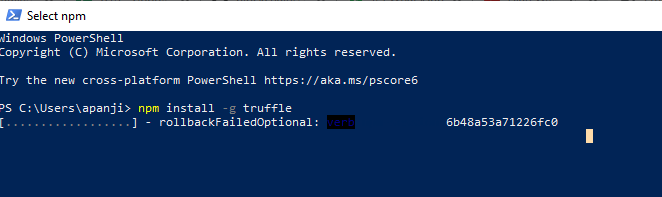 Select npm
Windows PowerShell
Copyright (C) Microsoft Corporation. All rights reserved.
Try the new cross-platform PowerShell https://aka.ms/pscore6
PS C:\Users\apanji> npm install -g truffle
[..................] - rollbackFailedOptional: verb 6b48a53a71226fc0